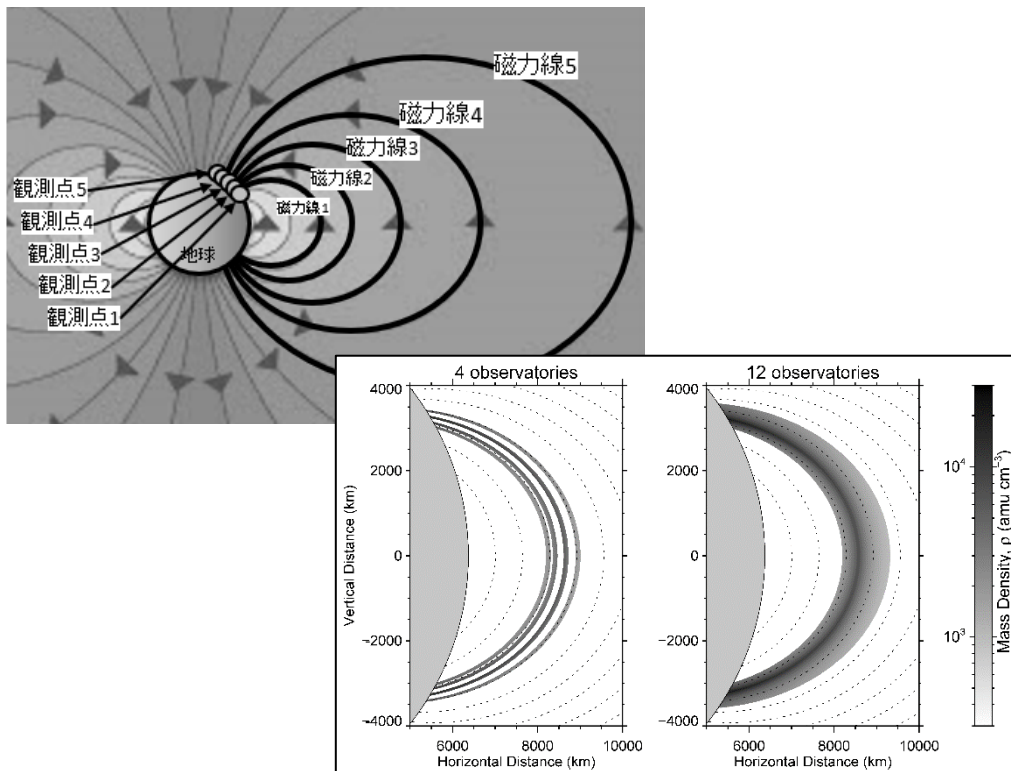 磁力線5
磁力線4
磁力線3
磁力線2
磁力線1
観測点5
観測点4
観測点3
観測点2
観測点1
地球
4 observatories
12 observatories
4000
2000
0
−2000
−4000
Vertical Distance (km)
6000 8000 10000
Horizontal Distance (km)
4000
2000
0
−2000
−4000
6000 8000 10000
Horizontal Distance (km)
10⁴
10³
Mass Density, ρ (amu cm⁻³)